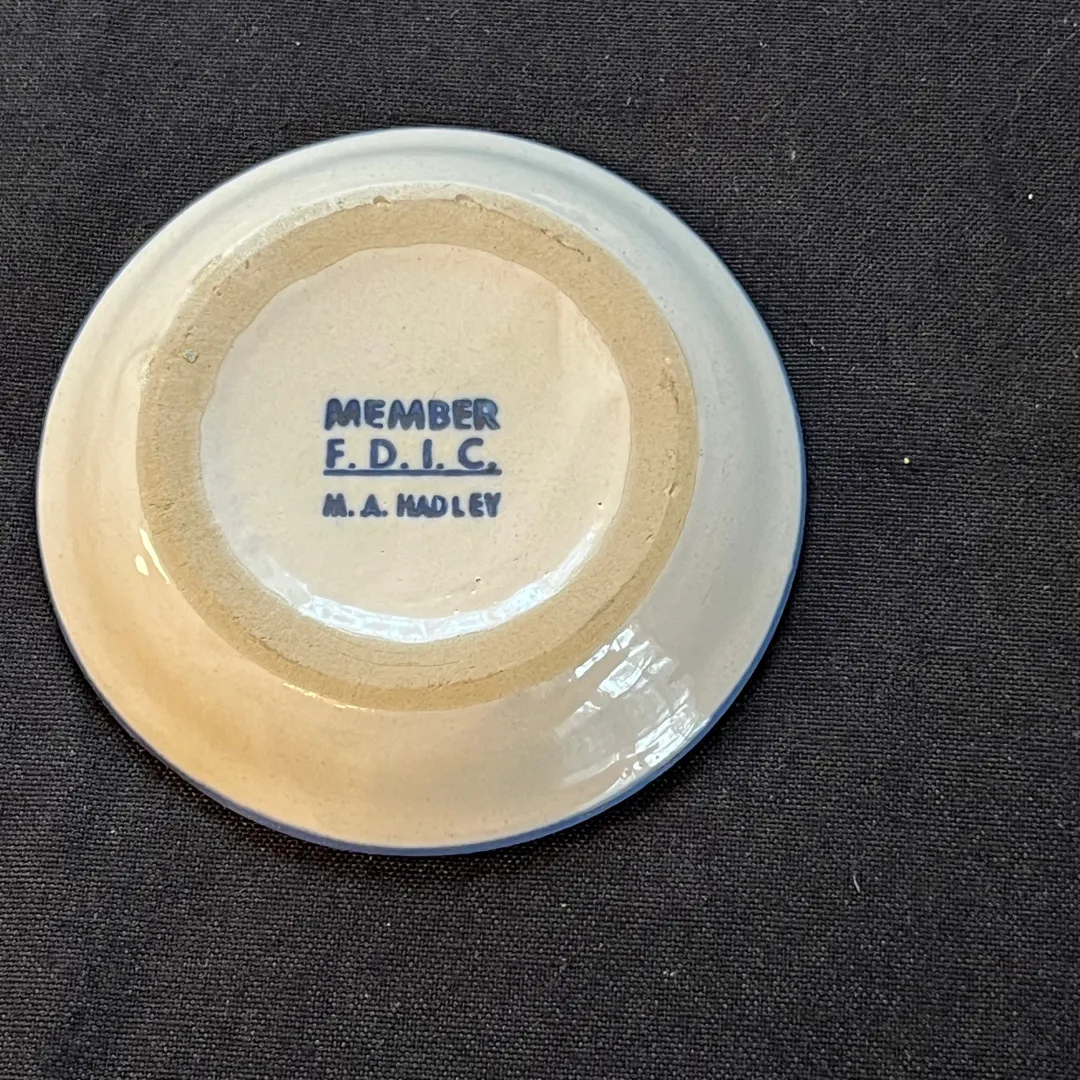 MEMBER
F. D. I. C.
M. A. HADLEY